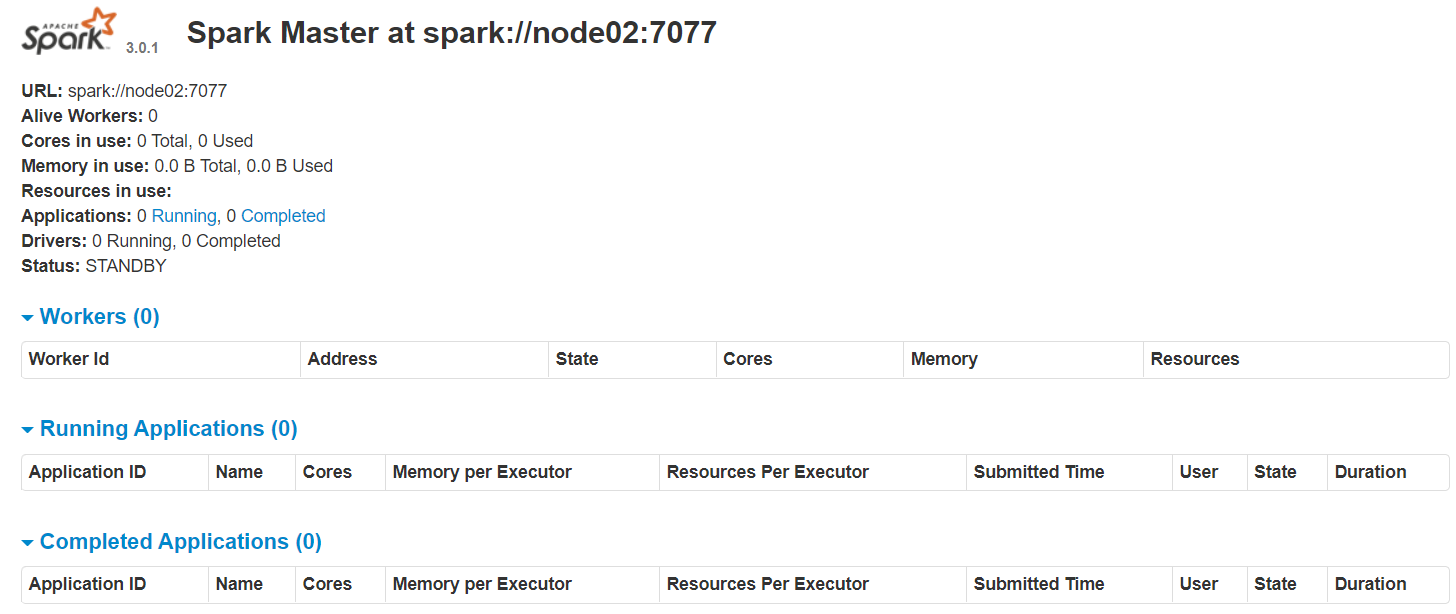 APACHE Spark 3.0.1 Spark Master at spark://node02:7077
URL: spark://node02:7077
Alive Workers: 0
Cores in use: 0 Total, 0 Used
Memory in use: 0.0 B Total, 0.0 B Used
Resources in use:
Applications: 0 Running, 0 Completed
Drivers: 0 Running, 0 Completed
Status: STANDBY
Workers (0)
Worker Id Address State Cores Memory Resources
Running Applications (0)
Application ID Name Cores Memory per Executor Resources Per Executor Submitted Time User State Duration
Completed Applications (0)
Application ID Name Cores Memory per Executor Resources Per Executor Submitted Time User State Duration